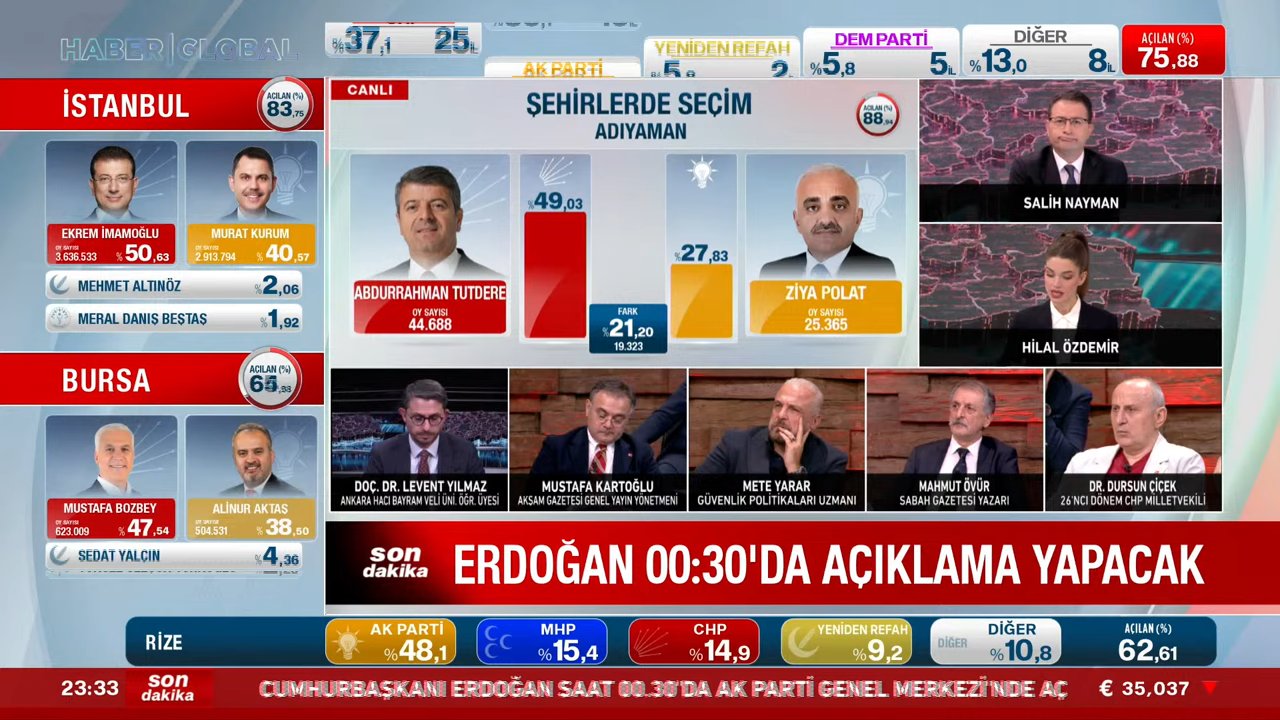 HABER GLOBAL
%37,1 25 İL
AK PARTİ
YENİDEN REFAH
DEM PARTİ
%5,8 5 İL
DİĞER
%13,0 8 İL
AÇILAN (%)
75,88
İSTANBUL
AÇILAN (%)
83,75
EKREM İMAMOĞLU
OY SAYISI
3.636.533 %50,63
MURAT KURUM
OY SAYISI
2.913.794 %40,57
MEHMET ALTINÖZ %2,06
MERAL DANIŞ BEŞTAŞ %1,92
BURSA
AÇILAN (%)
MUSTAFA BOZBEY
OY SAYISI
623.009 %47,54
ALİNUR AKTAŞ
OY SAYISI
504.531 %38,50
SEDAT YALÇIN %4,36
CANLI
ŞEHİRLERDE SEÇİM
ADIYAMAN
AÇILAN (%)
88,94
%49,03
ABDURRAHMAN TUTDERE
OY SAYISI
44.688
FARK
%21,20
19.323
%27,83
ZİYA POLAT
OY SAYISI
25.365
SALİH NAYMAN
HİLAL ÖZDEMİR
DOÇ. DR. LEVENT YILMAZ
ANKARA HACI BAYRAM VELİ ÜNİ. ÖĞR. ÜYESİ
MUSTAFA KARTOĞLU
AKŞAM GAZETESİ GENEL YAYIN YÖNETMENİ
METE YARAR
GÜVENLİK POLİTİKALARI UZMANI
MAHMUT ÖVÜR
SABAH GAZETESİ YAZARI
DR. DURSUN ÇİÇEK
26'NCI DÖNEM CHP MİLLETVEKİLİ
son dakika
ERDOĞAN 00:30'DA AÇIKLAMA YAPACAK
RİZE
AK PARTİ
%48,1
MHP
%15,4
CHP
%14,9
YENİDEN REFAH
%9,2
DİĞER
DİĞER
%10,8
AÇILAN (%)
62,61
23:33
son dakika
CUMHURBAŞKANI ERDOĞAN SAAT 00.30'DA AK PARTİ GENEL MERKEZİ'NDE AÇ
€ 35,037